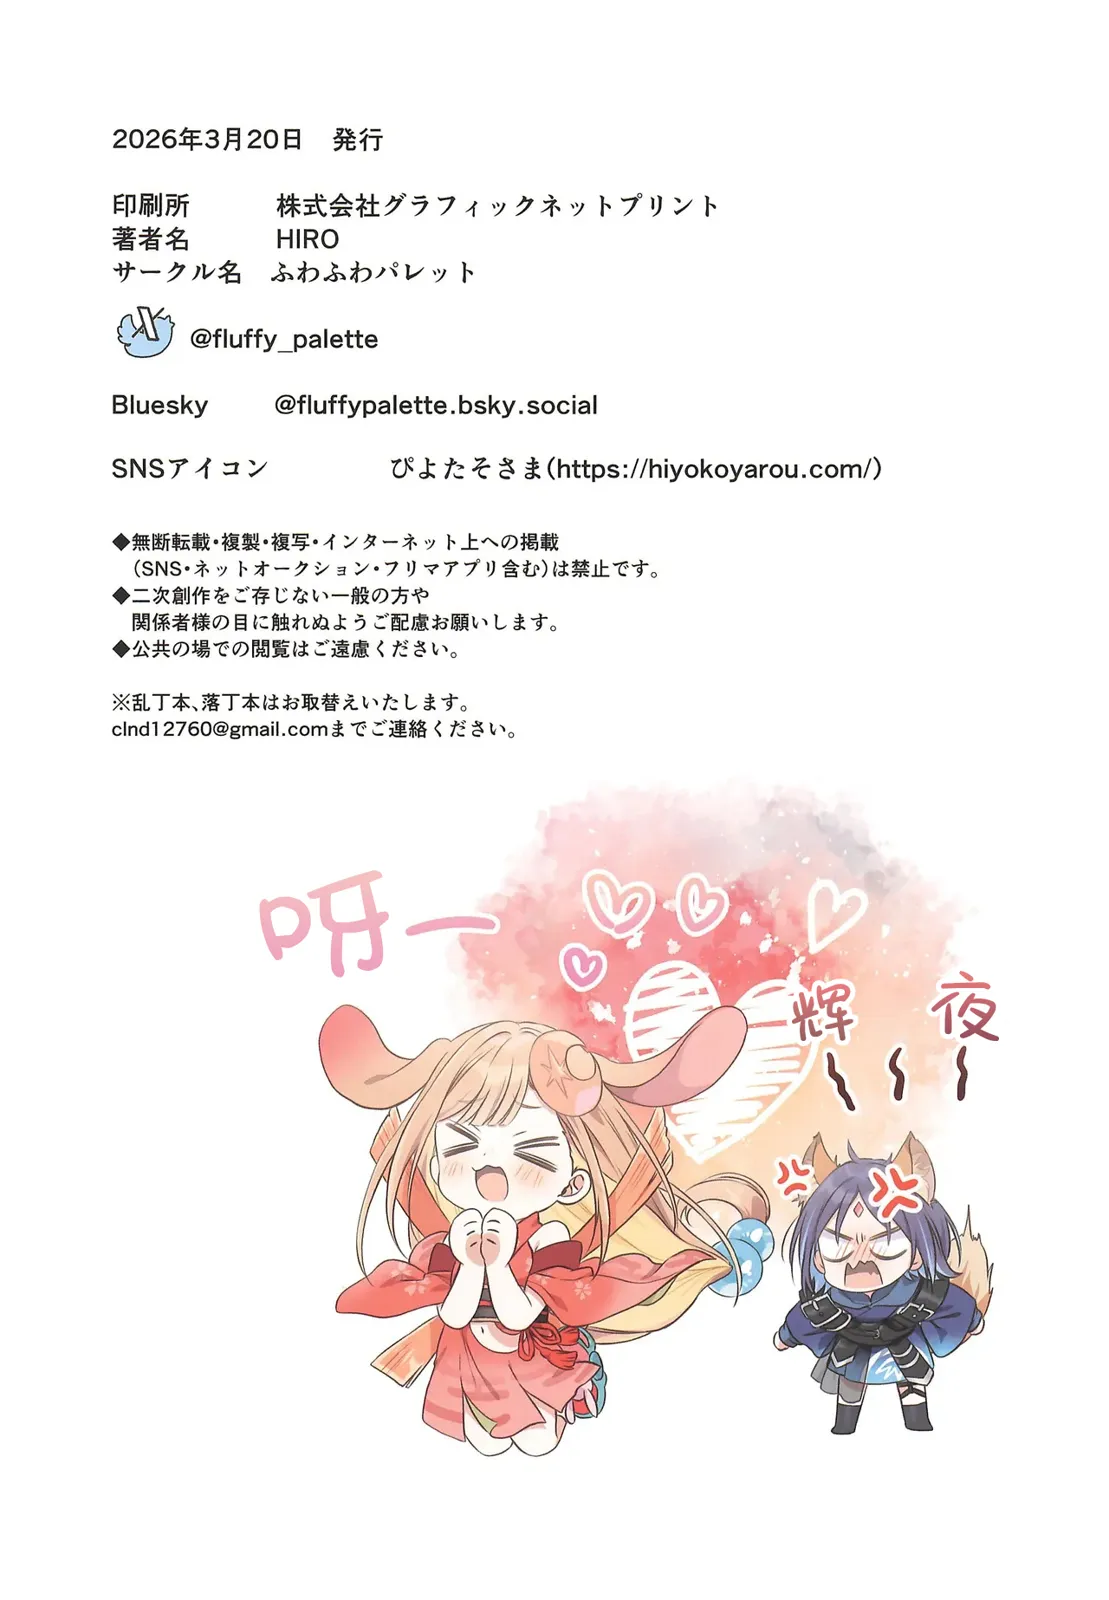 2026年3月20日　発行
印刷所　株式会社グラフィックネットプリント
著者名　HIRO
サークル名　ふわふわパレット
X @fluffy_palette
Bluesky　@fluffypalette.bsky.social
SNSアイコン　ぴよたそさま(https://hiyokoyarou.com/)
◆無断転載・複製・複写・インターネット上への掲載
（SNS・ネットオークション・フリマアプリ含む）は禁止です。
◆二次創作をご存じない一般の方や
関係者様の目に触れぬようご配慮お願いします。
◆公共の場での閲覧はご遠慮ください。
※乱丁本、落丁本はお取替えいたします。
clnd12760@gmail.comまでご連絡ください。
呀一
辉 夜